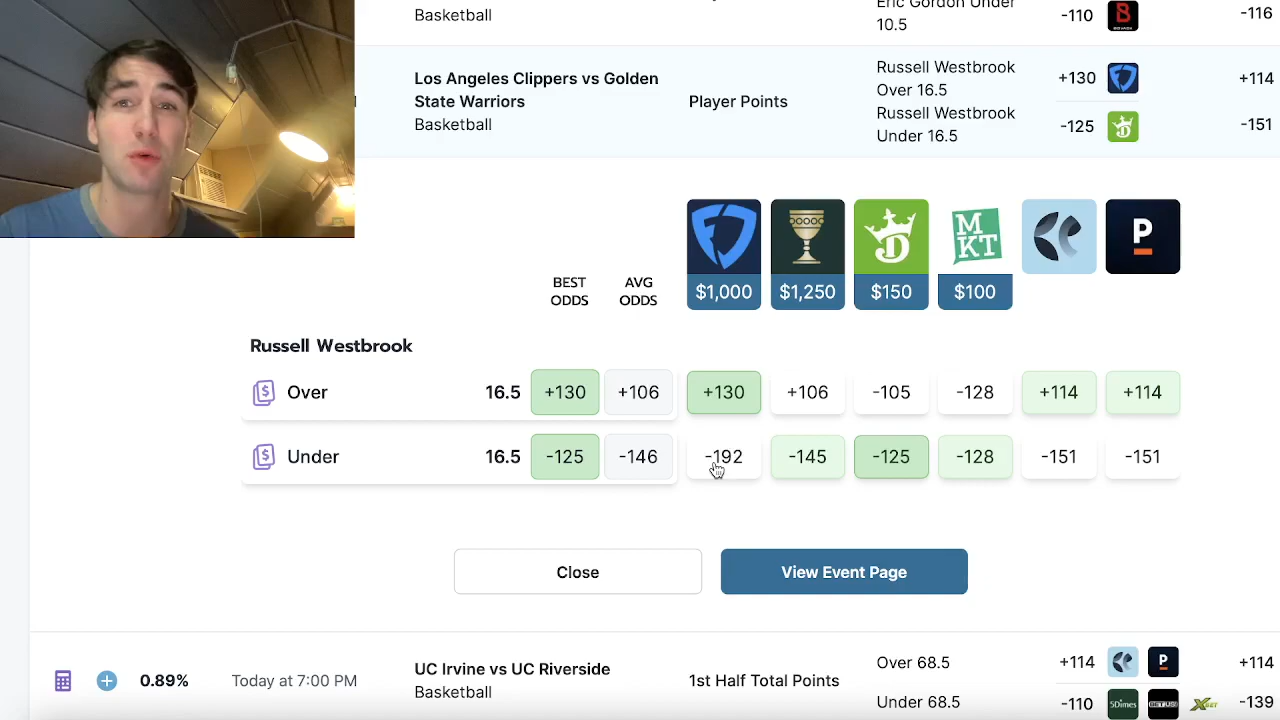 Basketball
Eric Gordon Under
10.5
-110
-116
Los Angeles Clippers vs Golden
State Warriors
Basketball
Player Points
Russell Westbrook
Over 16.5
+130
+114
Russell Westbrook
Under 16.5
-125
-151
MKT
P
BEST
ODDS
AVG
ODDS
$1,000
$1,250
$150
$100
Russell Westbrook
Over
16.5
+130
+106
+130
+106
-105
-128
+114
+114
Under
16.5
-125
-146
-192
-145
-125
-128
-151
-151
Close
View Event Page
0.89%
Today at 7:00 PM
UC Irvine vs UC Riverside
Basketball
1st Half Total Points
Over 68.5
+114
P
+114
Under 68.5
-110
5Dimes
BETUS
XBET
-139